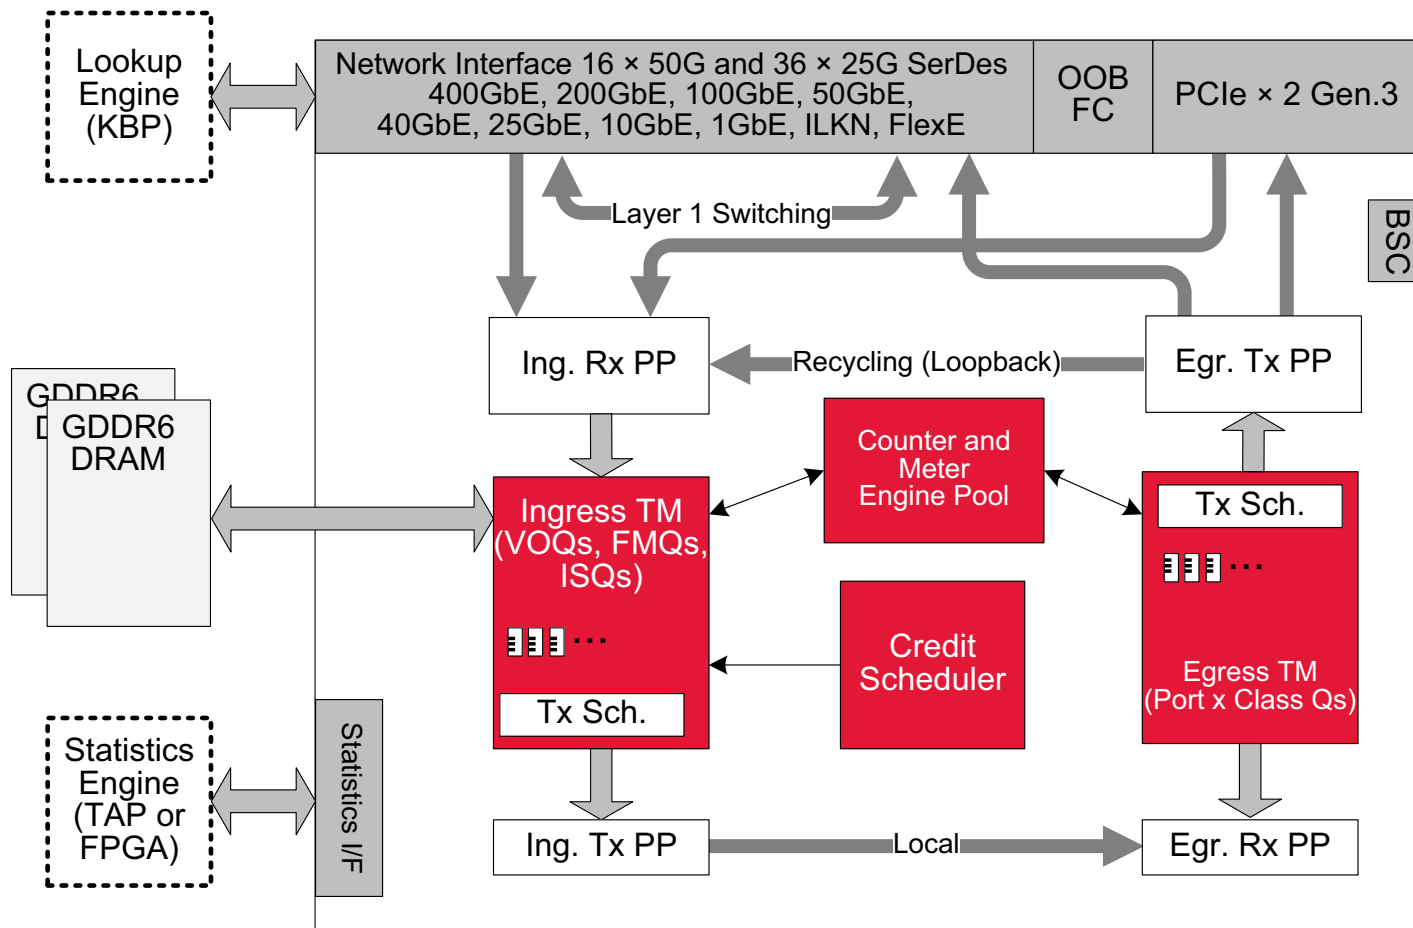 Lookup
Engine
(KBP)
Network Interface 16 × 50G and 36 × 25G SerDes
400GbE, 200GbE, 100GbE, 50GbE,
40GbE, 25GbE, 10GbE, 1GbE, ILKN, FlexE
OOB
FC
PCIe × 2 Gen.3
Layer 1 Switching
BSC
Ing. Rx PP
Recycling (Loopback)
Egr. Tx PP
GDDR6
D
GDDR6
DRAM
Counter and
Meter
Engine Pool
Ingress TM
(VOQs, FMQs,
ISQs)
...
Tx Sch.
Tx Sch.
...
Egress TM
(Port x Class Qs)
Credit
Scheduler
Statistics
Engine
(TAP or
FPGA)
Statistics I/F
Ing. Tx PP
Local
Egr. Rx PP